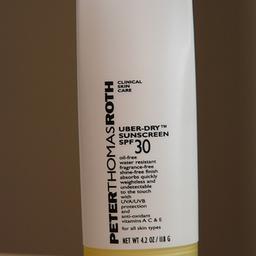 PETERTHOMASROTH
CLINICAL
SKIN
CARE
UBER-DRY™
SUNSCREEN
SPF 30
oil-free
water resistant
fragrance-free
shine-free finish
absorbs quickly
weightless and
undetectable
to the touch
with
UVA/UVB
protection
and
anti-oxidant
vitamins A C & E
for all skin types
NET WT 4.2 OZ / 118 G